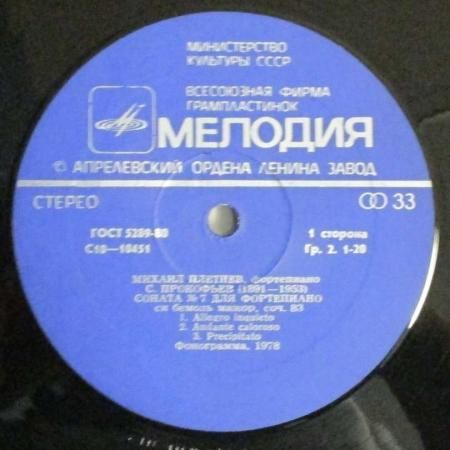 МИНИСТЕРСТВО
КУЛЬТУРЫ СССР
ВСЕСОЮЗНАЯ ФИРМА
ГРАМПЛАСТИНОК
МЕЛОДИЯ
АПРЕЛЕВСКИЙ ОРДЕНА ЛЕНИНА ЗАВОД
СТЕРЕО 33
ГОСТ 5289-80 1 сторона
С10—10451 Гр. 2. 1-20
МИХАИЛ ПЛЕТНЕВ, фортепиано
С. ПРОКОФЬЕВ (1891—1953)
СОНАТА № 7 ДЛЯ ФОРТЕПИАНО
си бемоль мажор, соч. 83
1. Allegro inquieto
2. Andante caloroso
3. Precipitato
Фонограмма, 1978